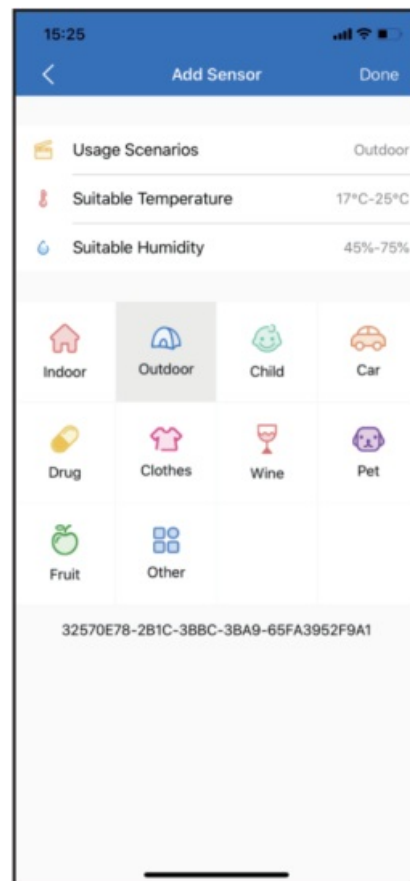 15:25
Add Sensor Done
Usage Scenarios Outdoor
Suitable Temperature 17°C-25°C
Suitable Humidity 45%-75%
Indoor Outdoor Child Car
Drug Clothes Wine Pet
Fruit Other
32570E78-2B1C-3BBC-3BA9-65FA3952F9A1